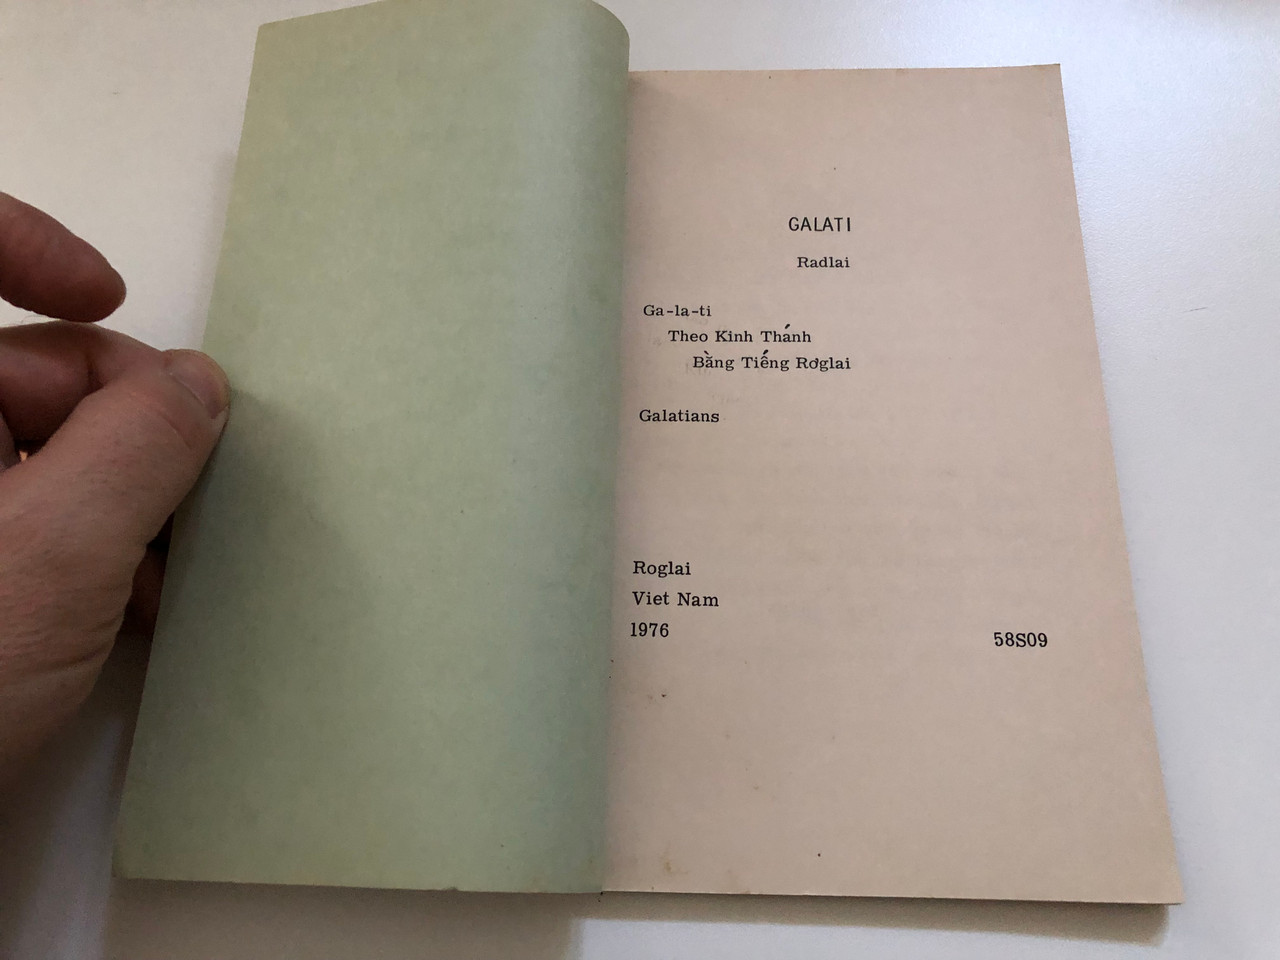 GALATI
Radlai
Ga-la-ti
Theo Kinh Thánh
Bằng Tiếng Rơglai
Galatians
Roglai
Viet Nam
1976
58S09